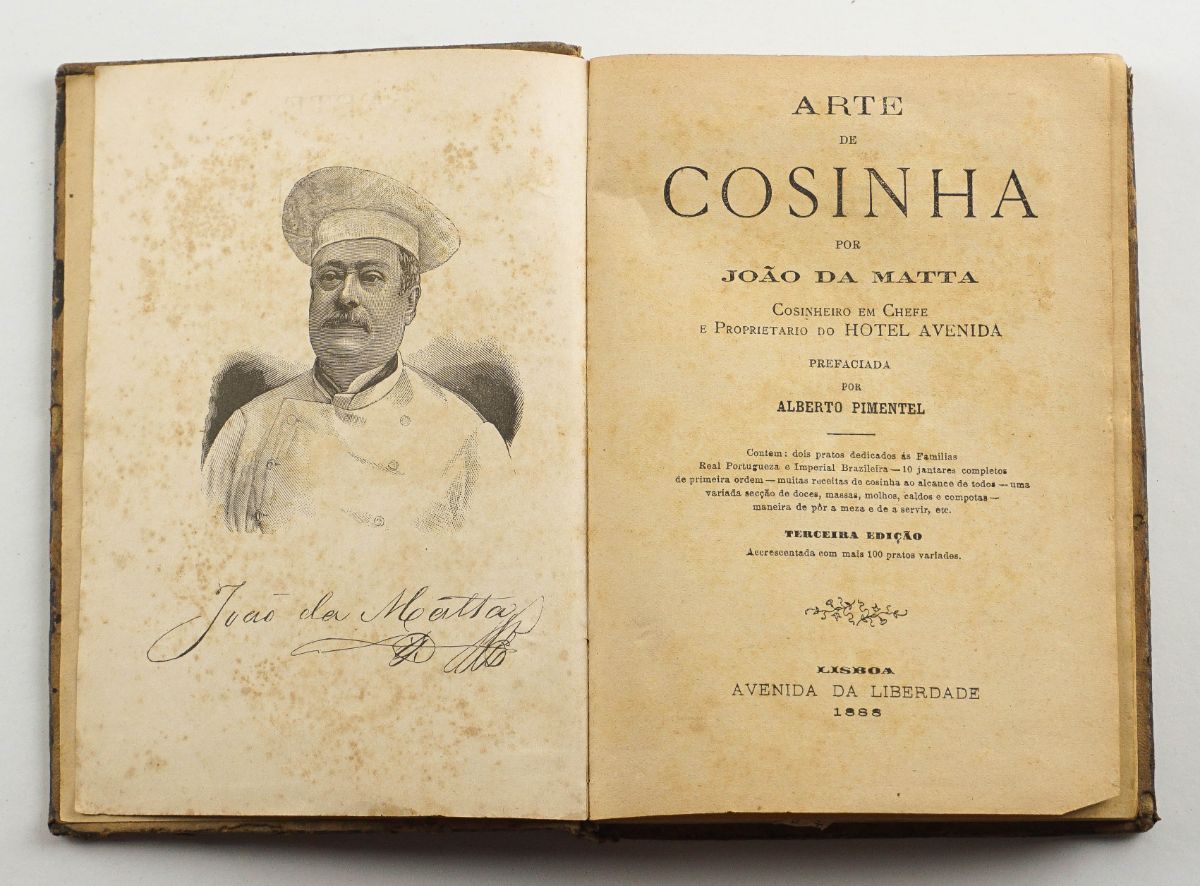 João da Matta
ARTE
DE
COSINHA
POR
JOÃO DA MATTA
COSINHEIRO EM CHEFE
E PROPRIETARIO DO HOTEL AVENIDA
PREFACIADA
POR
ALBERTO PIMENTEL
Contem: dois pratos dedicados ás Familias
Real Portugueza e Imperial Brazileira—10 jantares completos
de primeira ordem—muitas receitas de cosinha ao alcance de todos—uma
variada secção de doces, massas, molhos, caldos e compotas—
maneira de pôr a meza e de a servir, etc.
TERCEIRA EDIÇÃO
Accrescentada com mais 100 pratos variados.
LISBOA
AVENIDA DA LIBERDADE
1888